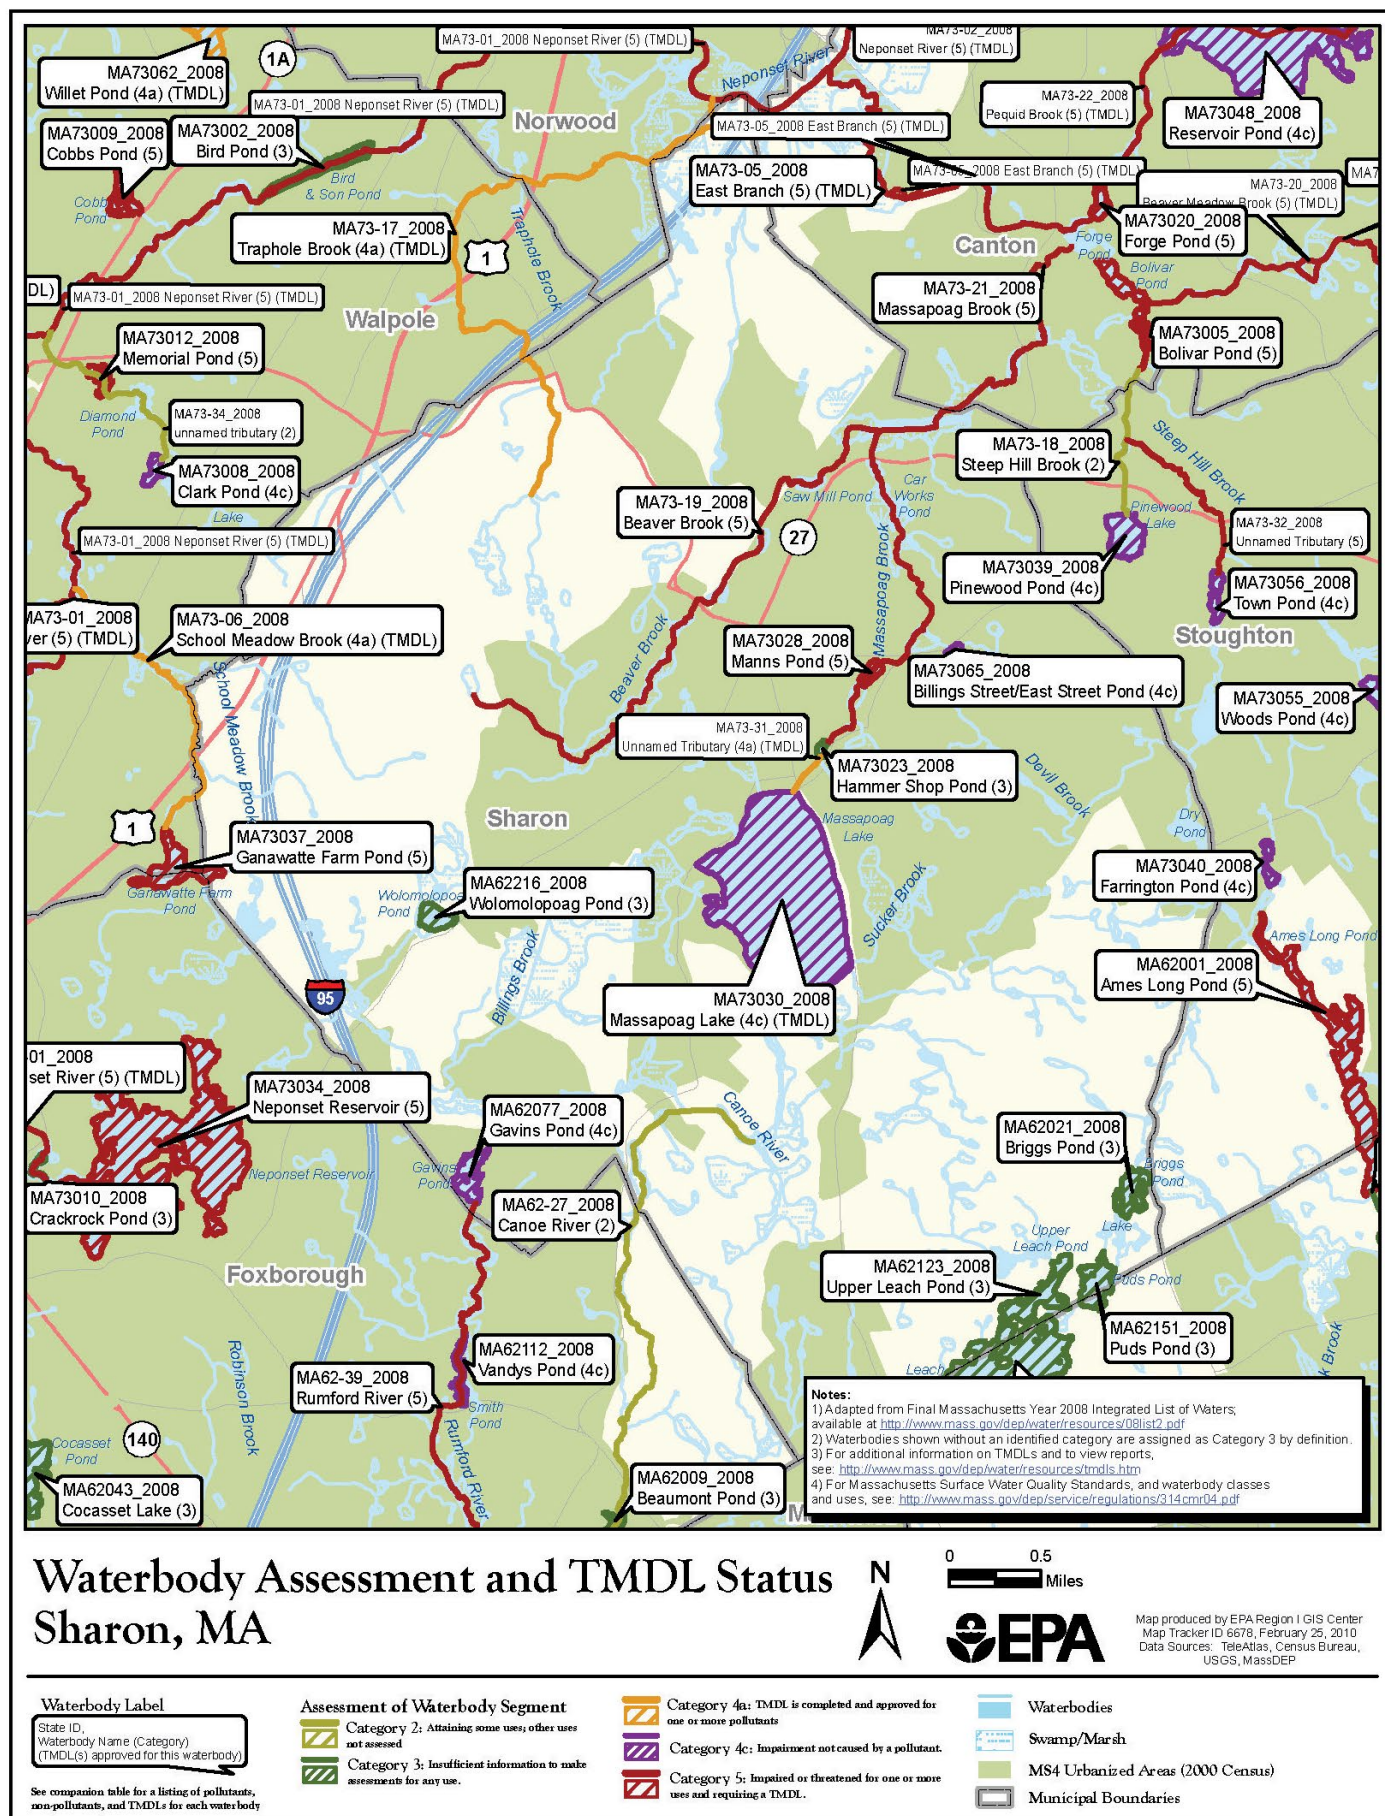 MA73-01_2008 Neponset River (5) (TMDL)
MA73-02_2008
Neponset River (5) (TMDL)
Neponset River
1A
MA73062_2008
Willet Pond (4a) (TMDL)
MA73-01_2008 Neponset River (5) (TMDL)
Norwood
MA73-22_2008
Pequid Brook (5) (TMDL)
MA73048_2008
Reservoir Pond (4c)
MA73009_2008
Cobbs Pond (5)
MA73002_2008
Bird Pond (3)
MA73-05_2008 East Branch (5) (TMDL)
MA73-05_2008
East Branch (5) (TMDL)
MA73-05_2008 East Branch (5) (TMDL)
MA73-20_2008
Beaver Meadow Brook (5) (TMDL)
MA7
Bird
& Son Pond
Cobb
Pond
MA73-17_2008
Traphole Brook (4a) (TMDL)
1
Traphole Brook
Canton
Forge
Pond
MA73020_2008
Forge Pond (5)
Bolivar
Pond
MA73-21_2008
Massapoag Brook (5)
DL)
MA73-01_2008 Neponset River (5) (TMDL)
Walpole
MA73012_2008
Memorial Pond (5)
MA73005_2008
Bolivar Pond (5)
Diamond
Pond
MA73-34_2008
unnamed tributary (2)
MA73-18_2008
Steep Hill Brook (2)
Steep Hill Brook
MA73008_2008
Clark Pond (4c)
Lake
MA73-19_2008
Beaver Brook (5)
Saw Mill Pond
Car
Works
Pond
27
Pinewood
Lake
MA73-32_2008
Unnamed Tributary (5)
MA73-01_2008 Neponset River (5) (TMDL)
Massapoag Brook
MA73039_2008
Pinewood Pond (4c)
MA73056_2008
Town Pond (4c)
MA73-01_2008
ver (5) (TMDL)
MA73-06_2008
School Meadow Brook (4a) (TMDL)
Beaver Brook
MA73028_2008
Manns Pond (5)
Stoughton
MA73065_2008
Billings Street/East Street Pond (4c)
MA73055_2008
Woods Pond (4c)
School Meadow Brook
MA73-31_2008
Unnamed Tributary (4a) (TMDL)
MA73023_2008
Hammer Shop Pond (3)
Devil Brook
Sharon
Massapoag
Lake
Dry
Pond
1
MA73037_2008
Ganawatte Farm Pond (5)
Ganawatte Farm
Pond
MA73040_2008
Farrington Pond (4c)
Wolomolopoa
Pond
MA62216_2008
Wolomolopoag Pond (3)
Sucker Brook
Billings Brook
Ames Long Pond
MA62001_2008
Ames Long Pond (5)
95
MA73030_2008
Massapoag Lake (4c) (TMDL)
-01_2008
set River (5) (TMDL)
MA73034_2008
Neponset Reservoir (5)
MA62077_2008
Gavins Pond (4c)
Canoe River
MA62021_2008
Briggs Pond (3)
Neponset Reservoir
Gavins
Pond
Briggs
Pond
MA73010_2008
Crackrock Pond (3)
MA62-27_2008
Canoe River (2)
Lake
Upper
Leach Pond
Foxborough
MA62123_2008
Upper Leach Pond (3)
Puds Pond
MA62151_2008
Puds Pond (3)
Robinson Brook
MA62112_2008
Vandys Pond (4c)
Leach
k Brook
MA62-39_2008
Rumford River (5)
Smith
Pond
Rumford River
140
Cocasset
Pond
MA62043_2008
Cocasset Lake (3)
MA62009_2008
Beaumont Pond (3)
M
Notes:
1) Adapted from Final Massachusetts Year 2008 Integrated List of Waters;
available at http://www.mass.gov/dep/water/resources/08list2.pdf
2) Waterbodies shown without an identified category are assigned as Category 3 by definition.
3) For additional information on TMDLs and to view reports,
see: http://www.mass.gov/dep/water/resources/tmdls.htm
4) For Massachusetts Surface Water Quality Standards, and waterbody classes
and uses, see: http://www.mass.gov/dep/service/regulations/314cmr04.pdf
Waterbody Assessment and TMDL Status
Sharon, MA
N
0 0.5
Miles
EPA
Map produced by EPA Region I GIS Center
Map Tracker ID 6678, February 25, 2010
Data Sources: TeleAtlas, Census Bureau,
USGS, MassDEP
Waterbody Label
State ID,
Waterbody Name (Category)
(TMDL(s) approved for this waterbody)
See companion table for a listing of pollutants,
non-pollutants, and TMDLs for each waterbody
Assessment of Waterbody Segment
Category 2: Attaining some uses; other uses
not assessed
Category 3: Insufficient information to make
assessments for any use.
Category 4a: TMDL is completed and approved for
one or more pollutants
Category 4c: Impairment not caused by a pollutant.
Category 5: Impaired or threatened for one or more
uses and requiring a TMDL.
Waterbodies
Swamp/Marsh
MS4 Urbanized Areas (2000 Census)
Municipal Boundaries